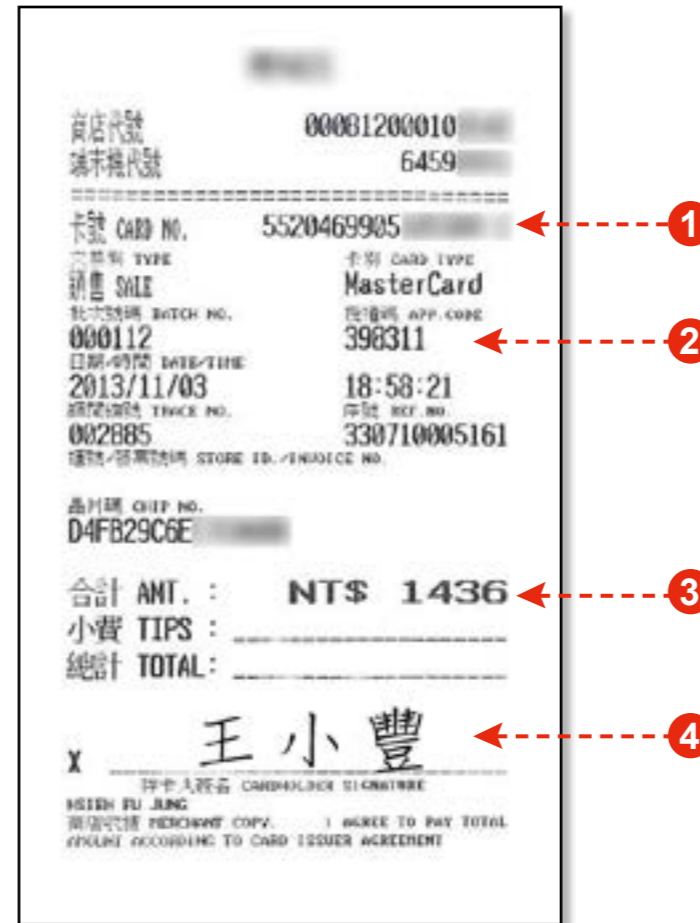 商店代號 00081200010
端末機代號 6459
================================
卡號 CARD NO. 5520469905
交易別 TYPE 卡別 CARD TYPE
銷售 SALE MasterCard
批次號碼 BATCH NO. 授權碼 APP.CODE
000112 398311
日期/時間 DATE/TIME
2013/11/03 18:58:21
TRACE NO. 序號 REF.NO.
002885 330710005161
櫃號/發票號碼 STORE ID./INVOICE NO.
晶片碼 CHIP NO.
D4FB29C6E
合計 AMT. : NT$ 1436
小費 TIPS :
總計 TOTAL:
X 王小豐
持卡人簽名 CARDHOLDER SIGNATURE
HSIEH FU JUNG
商店收據 MERCHANT COPY. I AGREE TO PAY TOTAL
AMOUNT ACCORDING TO CARD ISSUER AGREEMENT
1
2
3
4